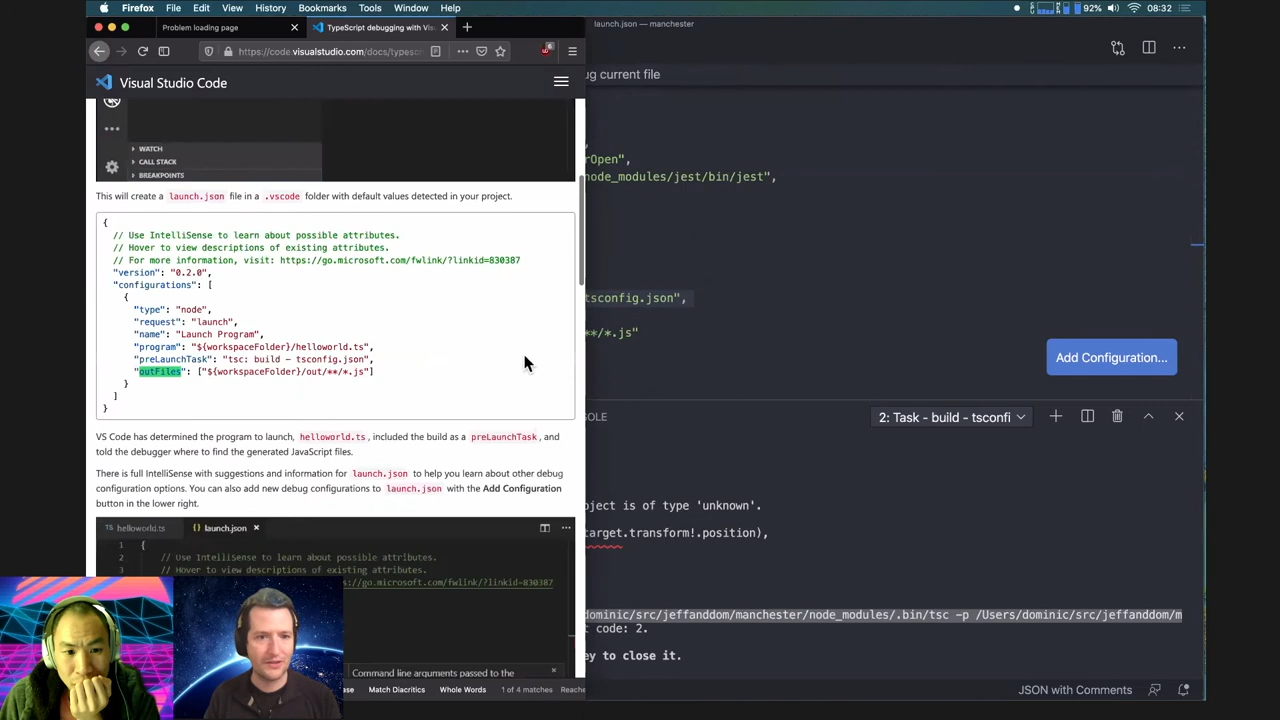 Firefox File Edit View History Bookmarks Tools Window Help
92% 08:32
Problem loading page
TypeScript debugging with Vis
launch.json — manchester
https://code.visualstudio.com/docs/typesc
Visual Studio Code
ug current file
WATCH
CALL STACK
BREAKPOINTS
This will create a launch.json file in a .vscode folder with default values detected in your project.
{
// Use IntelliSense to learn about possible attributes.
// Hover to view descriptions of existing attributes.
// For more information, visit: https://go.microsoft.com/fwlink/?linkid=830387
"version": "0.2.0",
"configurations": [
{
"type": "node",
"request": "launch",
"name": "Launch Program",
"program": "${workspaceFolder}/helloworld.ts",
"preLaunchTask": "tsc: build - tsconfig.json",
"outFiles": ["${workspaceFolder}/out/**/*.js"]
}
]
}
VS Code has determined the program to launch, helloworld.ts, included the build as a preLaunchTask, and
told the debugger where to find the generated JavaScript files.
There is full IntelliSense with suggestions and information for launch.json to help you learn about other debug
configuration options. You can also add new debug configurations to launch.json with the Add Configuration
button in the lower right.
helloworld.ts
launch.json
1 {
2 // Use IntelliSense to learn about possible attributes.
3 // Hover to view descriptions of existing attributes.
://go.microsoft.com/fwlink/?linkid=830387
Command line arguments passed to the
Match Diacritics Whole Words 1 of 4 matches
rOpen",
node_modules/jest/bin/jest",
tsconfig.json",
**/*.js"
Add Configuration...
2: Task - build - tsconfi
oject is of type 'unknown'.
target.transform!.position),
dominic/src/jeffanddom/manchester/node_modules/.bin/tsc -p /Users/dominic/src/jeffanddom/m
t code: 2.
ey to close it.
JSON with Comments